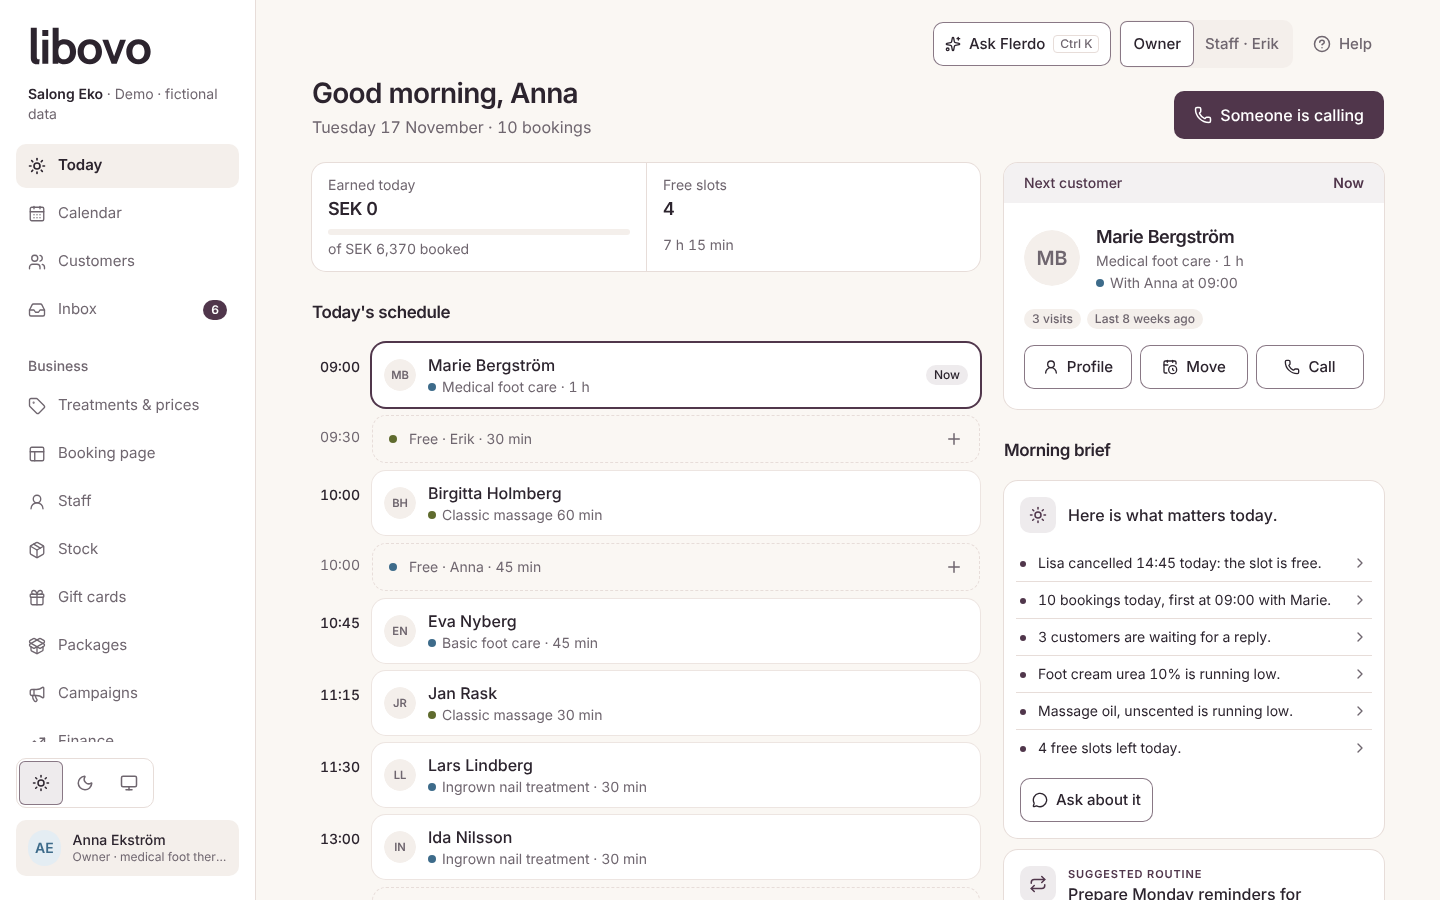 libovo
Salong Eko · Demo · fictional
data
Today
Calendar
Customers
Inbox
6
Business
Treatments & prices
Booking page
Staff
Stock
Gift cards
Packages
Campaigns
Finance
AE
Anna Ekström
Owner · medical foot ther...
Ask Flerdo
Ctrl K
Owner
Staff · Erik
Help
Good morning, Anna
Tuesday 17 November · 10 bookings
Someone is calling
Earned today
SEK 0
of SEK 6,370 booked
Free slots
4
7 h 15 min
Today's schedule
09:00
MB
Marie Bergström
Medical foot care · 1 h
Now
09:30
Free · Erik · 30 min
10:00
BH
Birgitta Holmberg
Classic massage 60 min
10:00
Free · Anna · 45 min
10:45
EN
Eva Nyberg
Basic foot care · 45 min
11:15
JR
Jan Rask
Classic massage 30 min
11:30
LL
Lars Lindberg
Ingrown nail treatment · 30 min
13:00
IN
Ida Nilsson
Ingrown nail treatment · 30 min
Next customer
Now
MB
Marie Bergström
Medical foot care · 1 h
With Anna at 09:00
3 visits
Last 8 weeks ago
Profile
Move
Call
Morning brief
Here is what matters today.
Lisa cancelled 14:45 today: the slot is free.
10 bookings today, first at 09:00 with Marie.
3 customers are waiting for a reply.
Foot cream urea 10% is running low.
Massage oil, unscented is running low.
4 free slots left today.
Ask about it
SUGGESTED ROUTINE
Prepare Monday reminders for